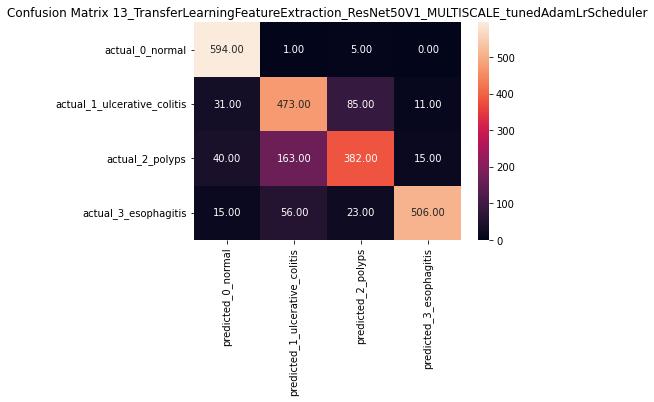 Confusion Matrix 13_TransferLearningFeatureExtraction_ResNet50V1_MULTISCALE_tunedAdamLrScheduler
actual_0_normal 594.00 1.00 5.00 0.00
actual_1_ulcerative_colitis 31.00 473.00 85.00 11.00
actual_2_polyps 40.00 163.00 382.00 15.00
actual_3_esophagitis 15.00 56.00 23.00 506.00
500
400
300
200
100
0
predicted_0_normal
predicted_1_ulcerative_colitis
predicted_2_polyps
predicted_3_esophagitis